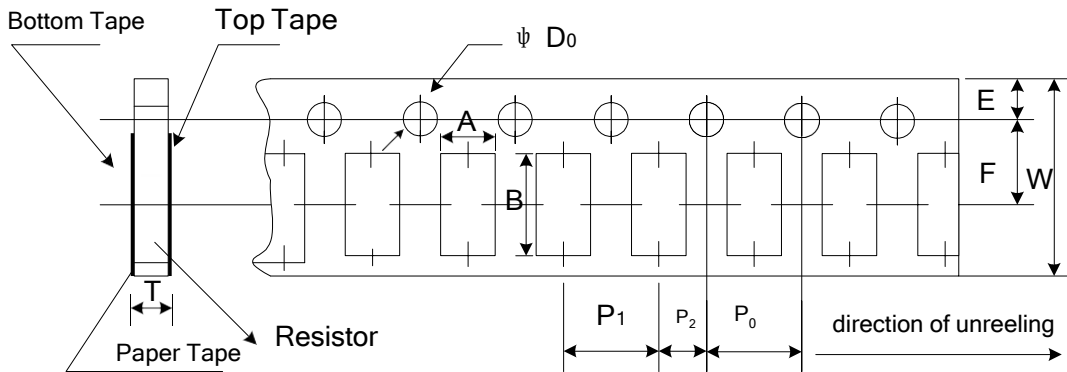 Bottom Tape
Top Tape
ψ D0
E
A
F
W
B
T
P1
P2
P0
Resistor
direction of unreeling
Paper Tape